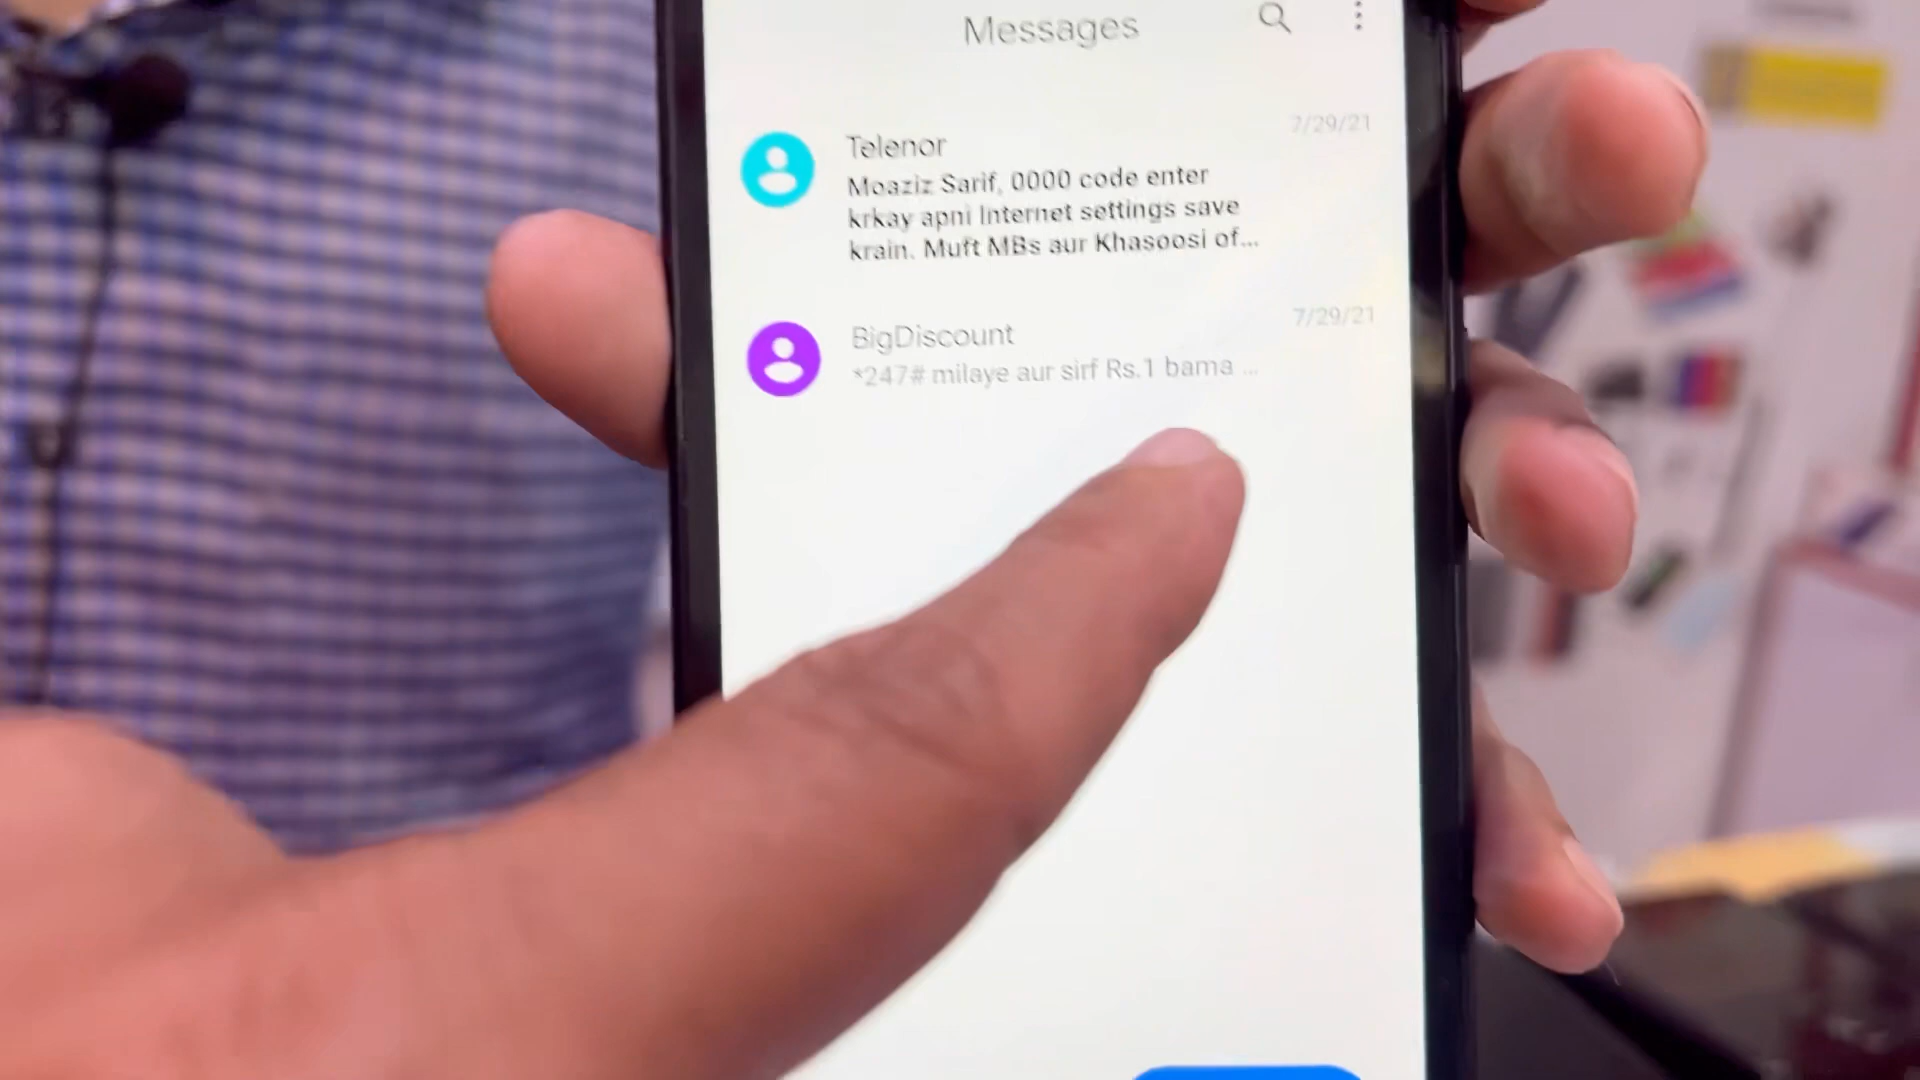 Messages
7/29/21
Telenor
Moaziz Sarif, 0000 code enter
krkay apni Internet settings save
krain. Muft MBs aur Khasoosi of...
7/29/21
BigDiscount
*247# milaye aur sirf Rs.1 bama ...